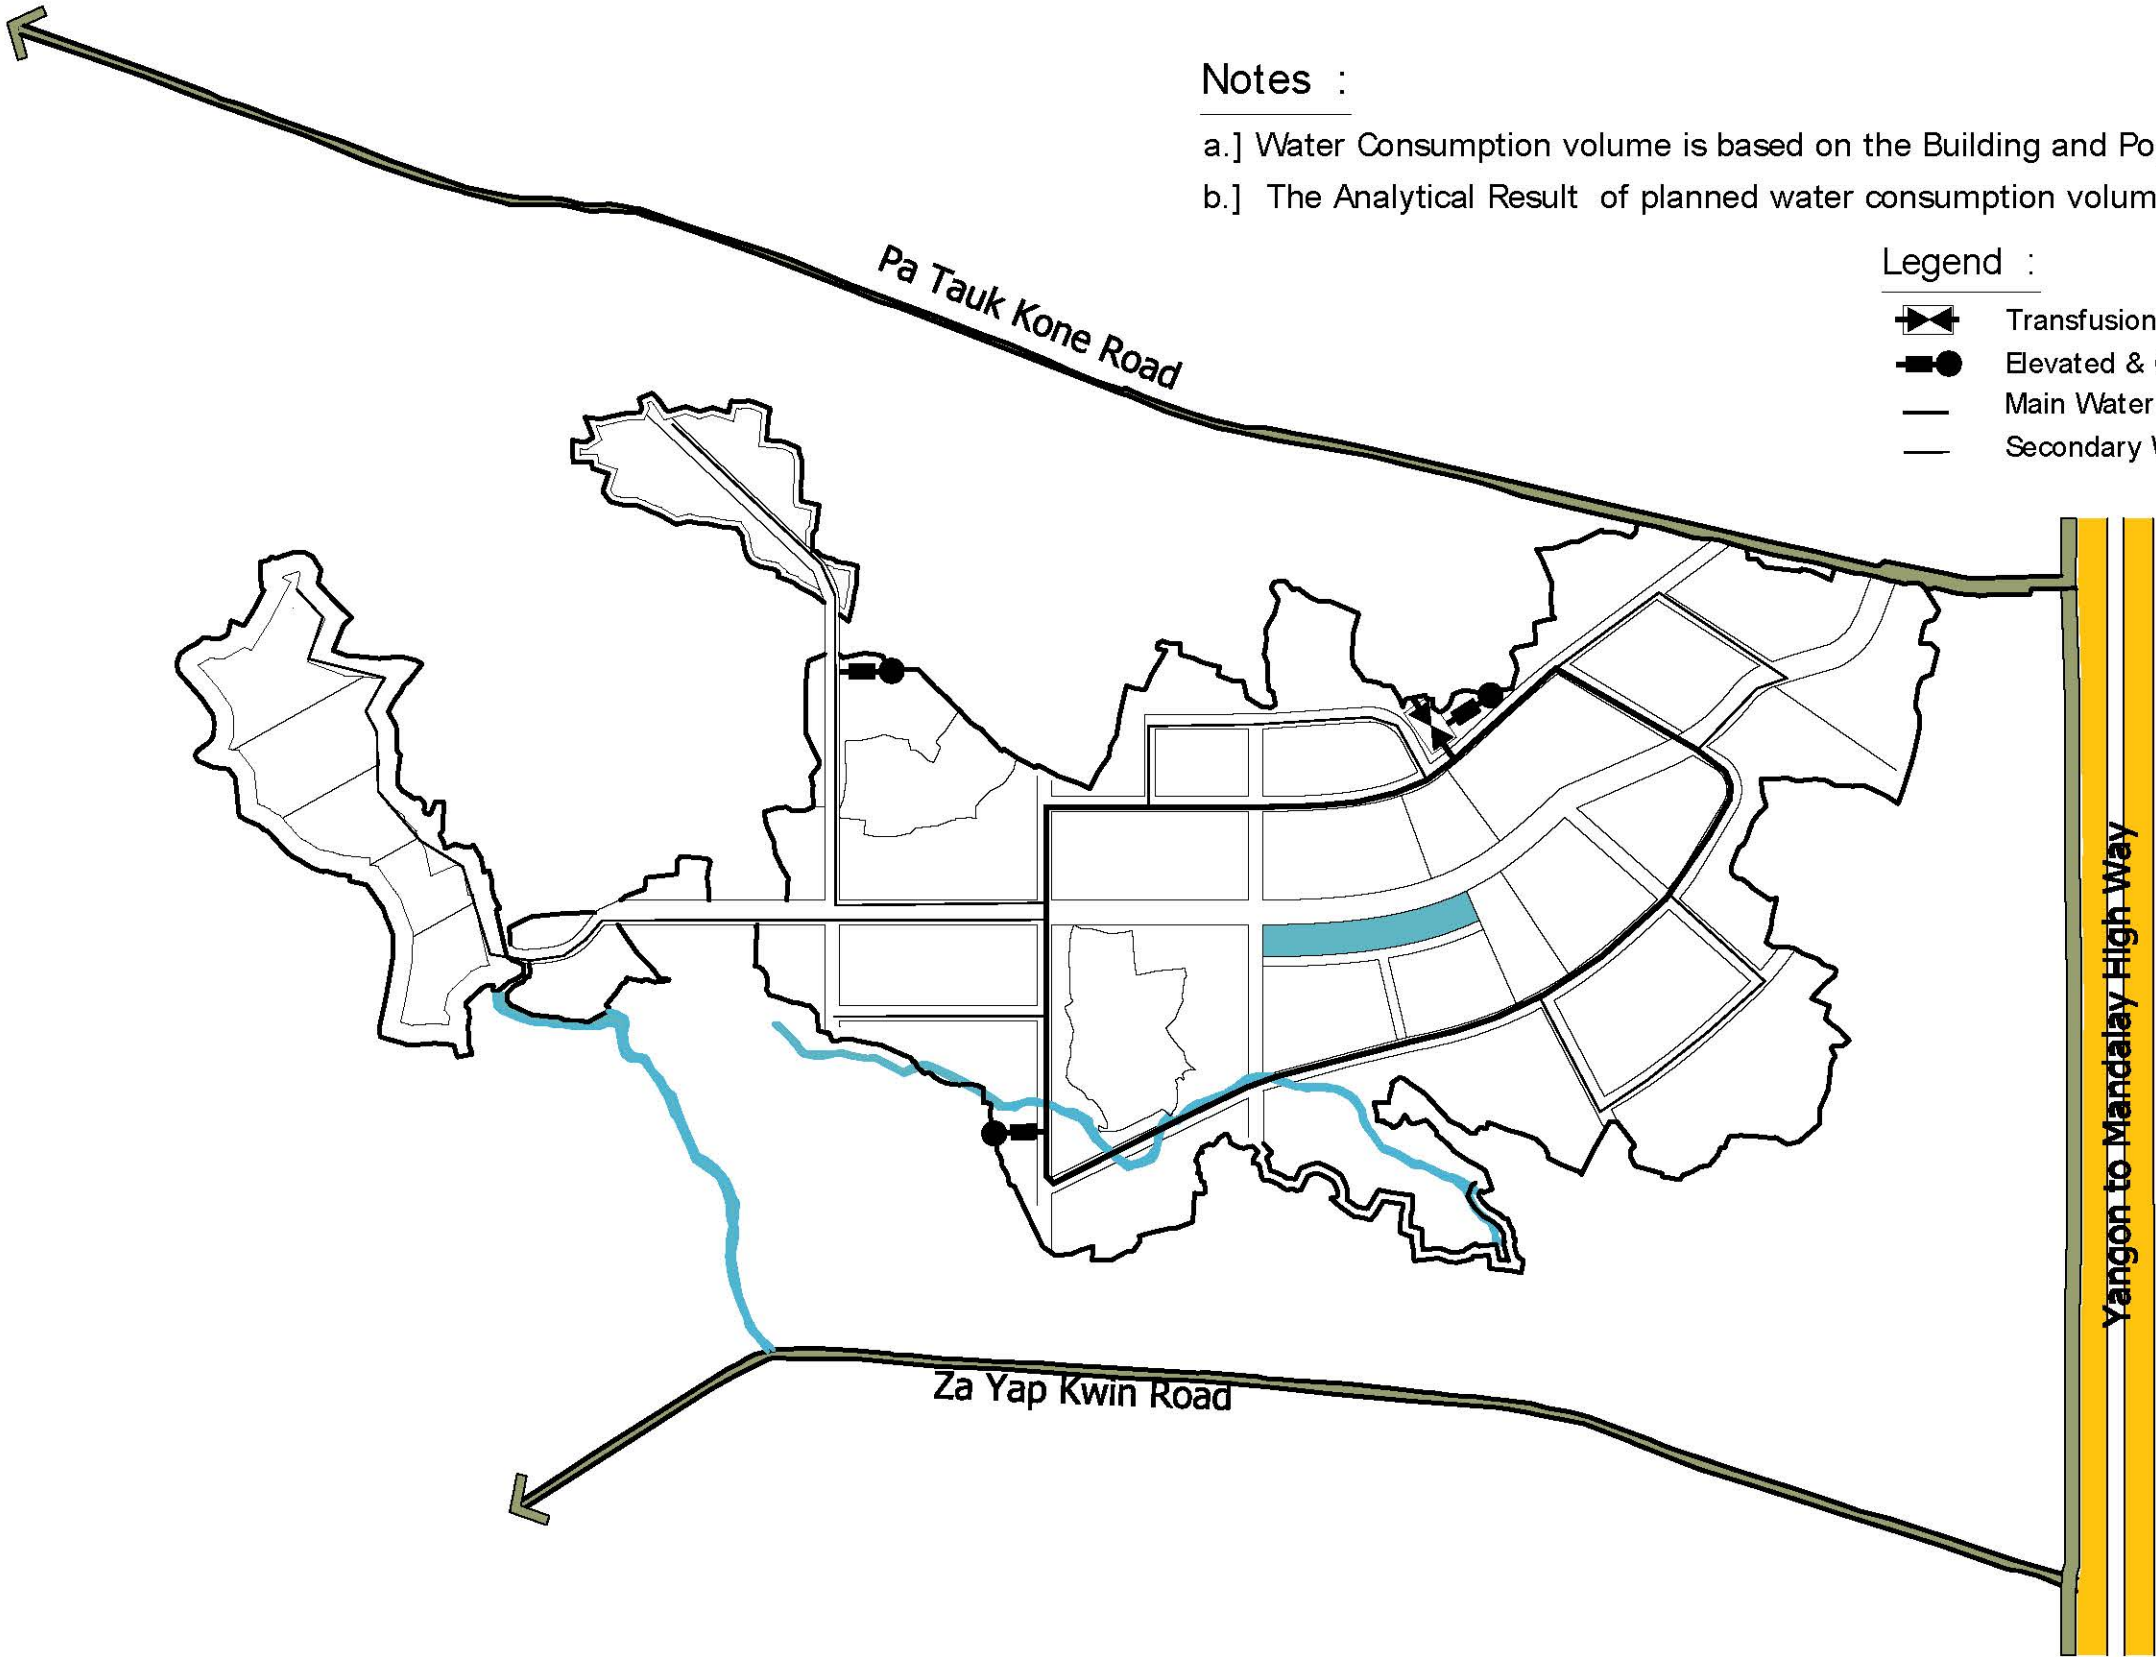 Notes :
a.] Water Consumption volume is based on the Building and Po
b.] The Analytical Result of planned water consumption volum
Legend :
Transfusion
Elevated &
Main Water
Secondary
Pa Tauk Kone Road
Yangon to Mandalay High Way
Za Yap Kwin Road